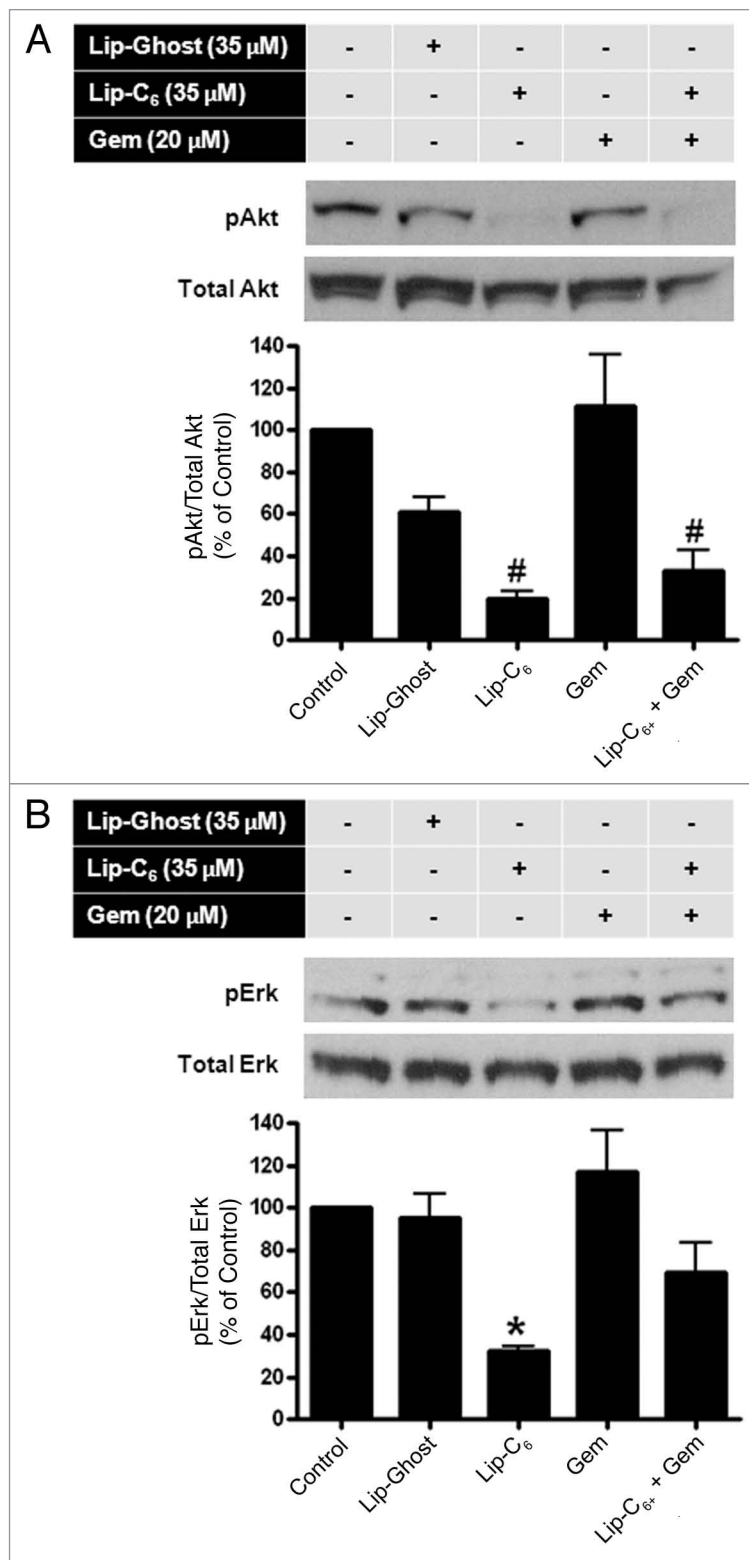 A
Lip-Ghost (35 μM) - + - - -
Lip-C₆ (35 μM) - - + - +
Gem (20 μM) - - - + +
pAkt
Total Akt
pAkt/Total Akt
(% of Control)
140
120
100
80
60
40
20
0
#
#
Control
Lip-Ghost
Lip-C₆
Gem
Lip-C₆₊ + Gem
B
Lip-Ghost (35 μM) - + - - -
Lip-C₆ (35 μM) - - + - +
Gem (20 μM) - - - + +
pErk
Total Erk
pErk/Total Erk
(% of Control)
140
120
100
80
60
40
20
0
*
Control
Lip-Ghost
Lip-C₆
Gem
Lip-C₆₊ + Gem